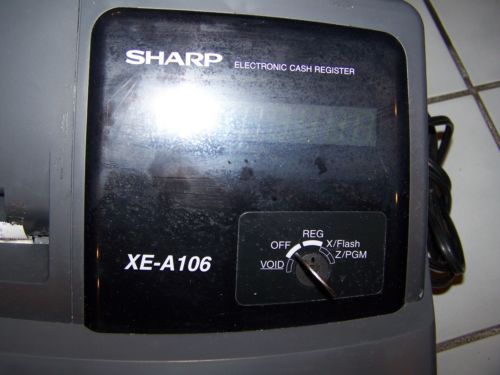 SHARP ELECTRONIC CASH REGISTER
REG
OFF X/Flash
VOID Z/PGM
XE-A106